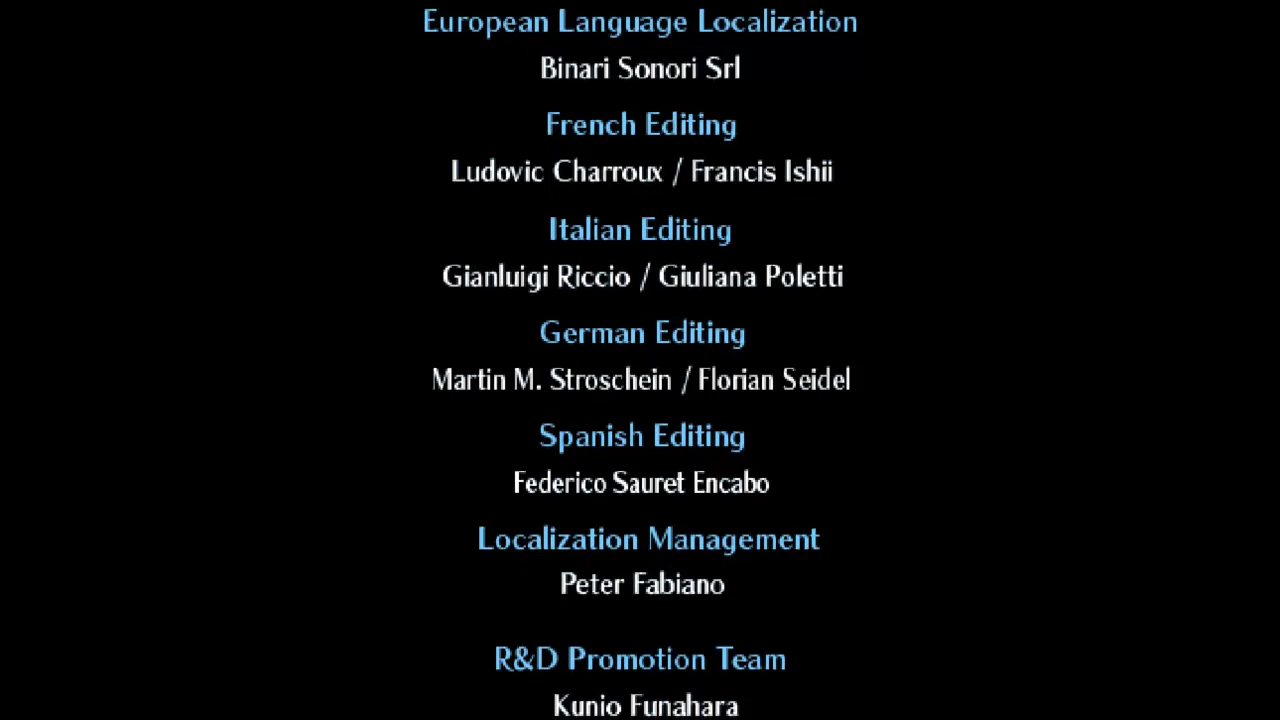 European Language Localization
Binari Sonori Srl
French Editing
Ludovic Charroux / Francis Ishii
Italian Editing
Gianluigi Riccio / Giuliana Poletti
German Editing
Martin M. Stroschein / Florian Seidel
Spanish Editing
Federico Sauret Encabo
Localization Management
Peter Fabiano
R&D Promotion Team
Kunio Funahara